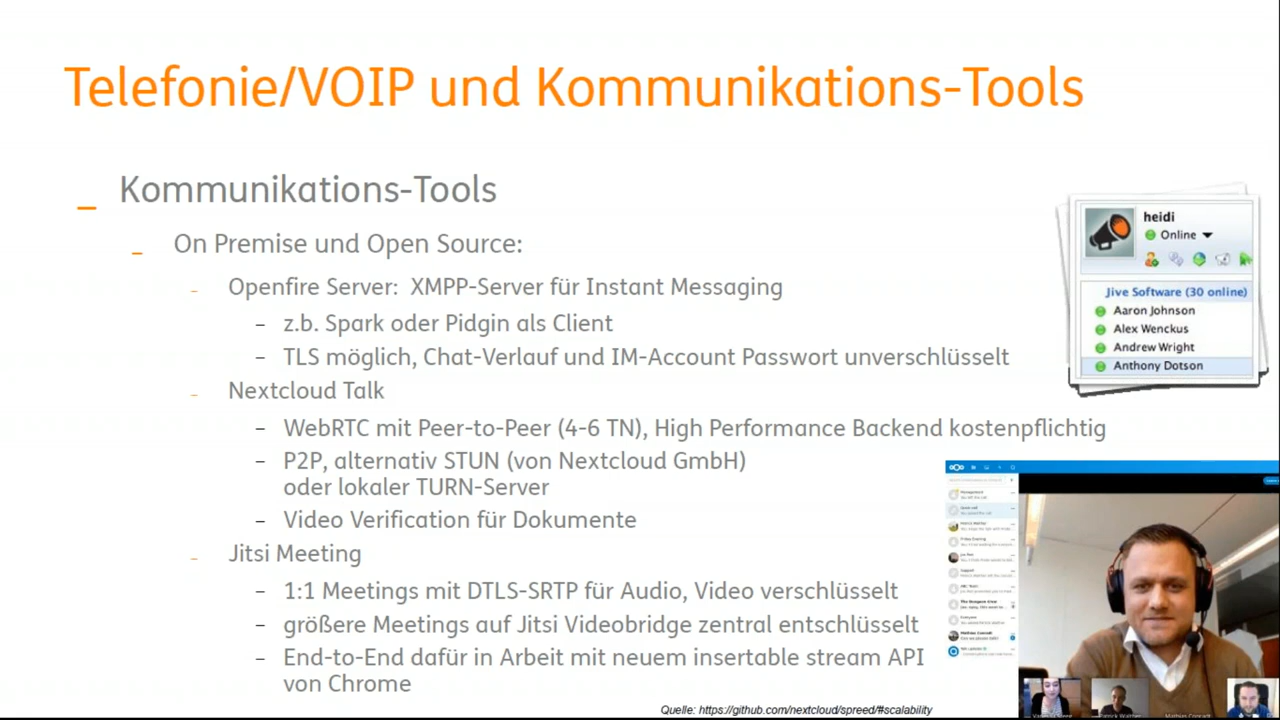 Telefonie/VOIP und Kommunikations-Tools
_ Kommunikations-Tools
_ On Premise und Open Source:
_ Openfire Server: XMPP-Server für Instant Messaging
– z.b. Spark oder Pidgin als Client
– TLS möglich, Chat-Verlauf und IM-Account Passwort unverschlüsselt
_ Nextcloud Talk
– WebRTC mit Peer-to-Peer (4-6 TN), High Performance Backend kostenpflichtig
– P2P, alternativ STUN (von Nextcloud GmbH)
oder lokaler TURN-Server
– Video Verification für Dokumente
_ Jitsi Meeting
– 1:1 Meetings mit DTLS-SRTP für Audio, Video verschlüsselt
– größere Meetings auf Jitsi Videobridge zentral entschlüsselt
– End-to-End dafür in Arbeit mit neuem insertable stream API
von Chrome
Quelle: https://github.com/nextcloud/spreed/#scalability
heidi
Online
Jive Software (30 online)
Aaron Johnson
Alex Wenckus
Andrew Wright
Anthony Dotson